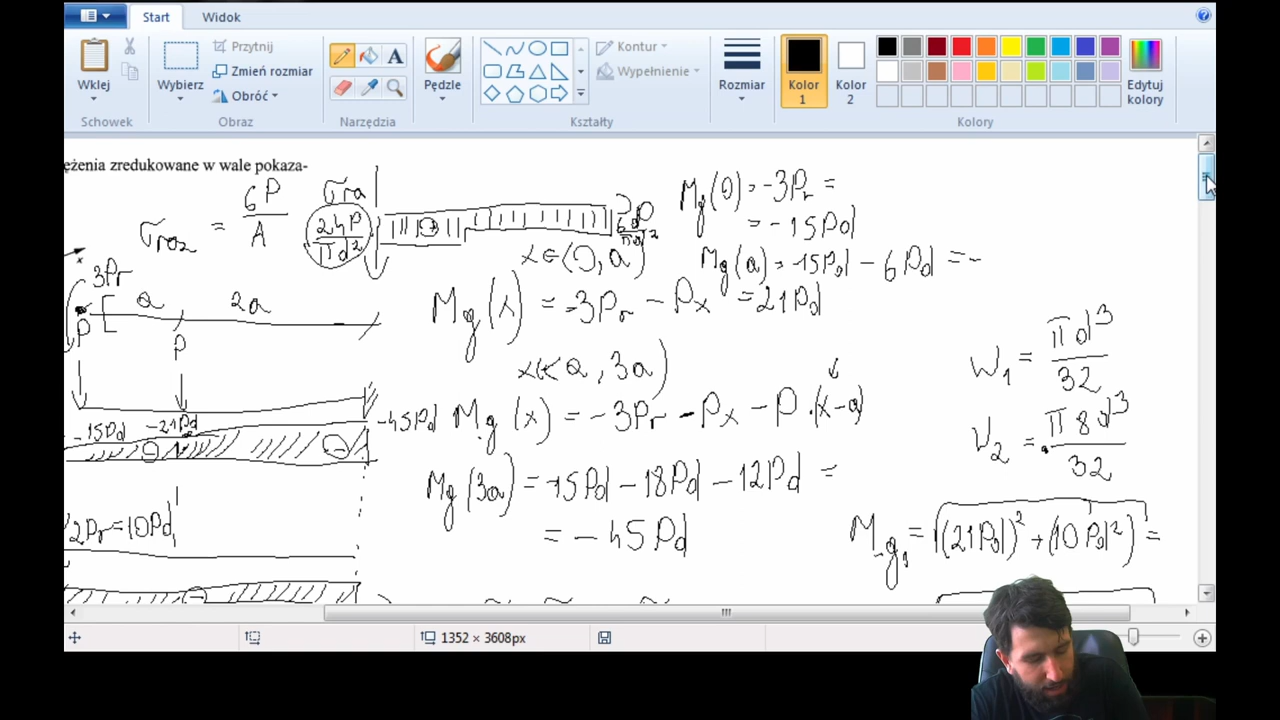 Start Widok
Wklej
Schowek
Wybierz
Przytnij
Zmień rozmiar
Obróć
Obraz
Narzędzia
Pędzle
Kontur
Wypełnienie
Kształty
Rozmiar
Kolor 1
Kolor 2
Edytuj kolory
Kolory
ężenia zredukowane w wale pokaza-
= 6P/A
24P/πd²
Mg(0) = -3Pr =
= -15Pd
x∈(0, a)
Mg(a) = -15Pd - 6Pd = -
Mg(x) = -3Pr - Px = 21Pd
x
3Pr
a 2a
P P
x∈(a, 3a)
W₁ = πd³/32
-45Pd Mg(x) = -3Pr - Px - P·(x-a)
-15Pd -21Pd
W₂ = π8d³/32
Mg(3a) = -15Pd - 18Pd - 12Pd =
= -45Pd
2Pr=10Pd
Mg₁ = √(21Pd)² + (10Pd)² =
1352 × 3608px